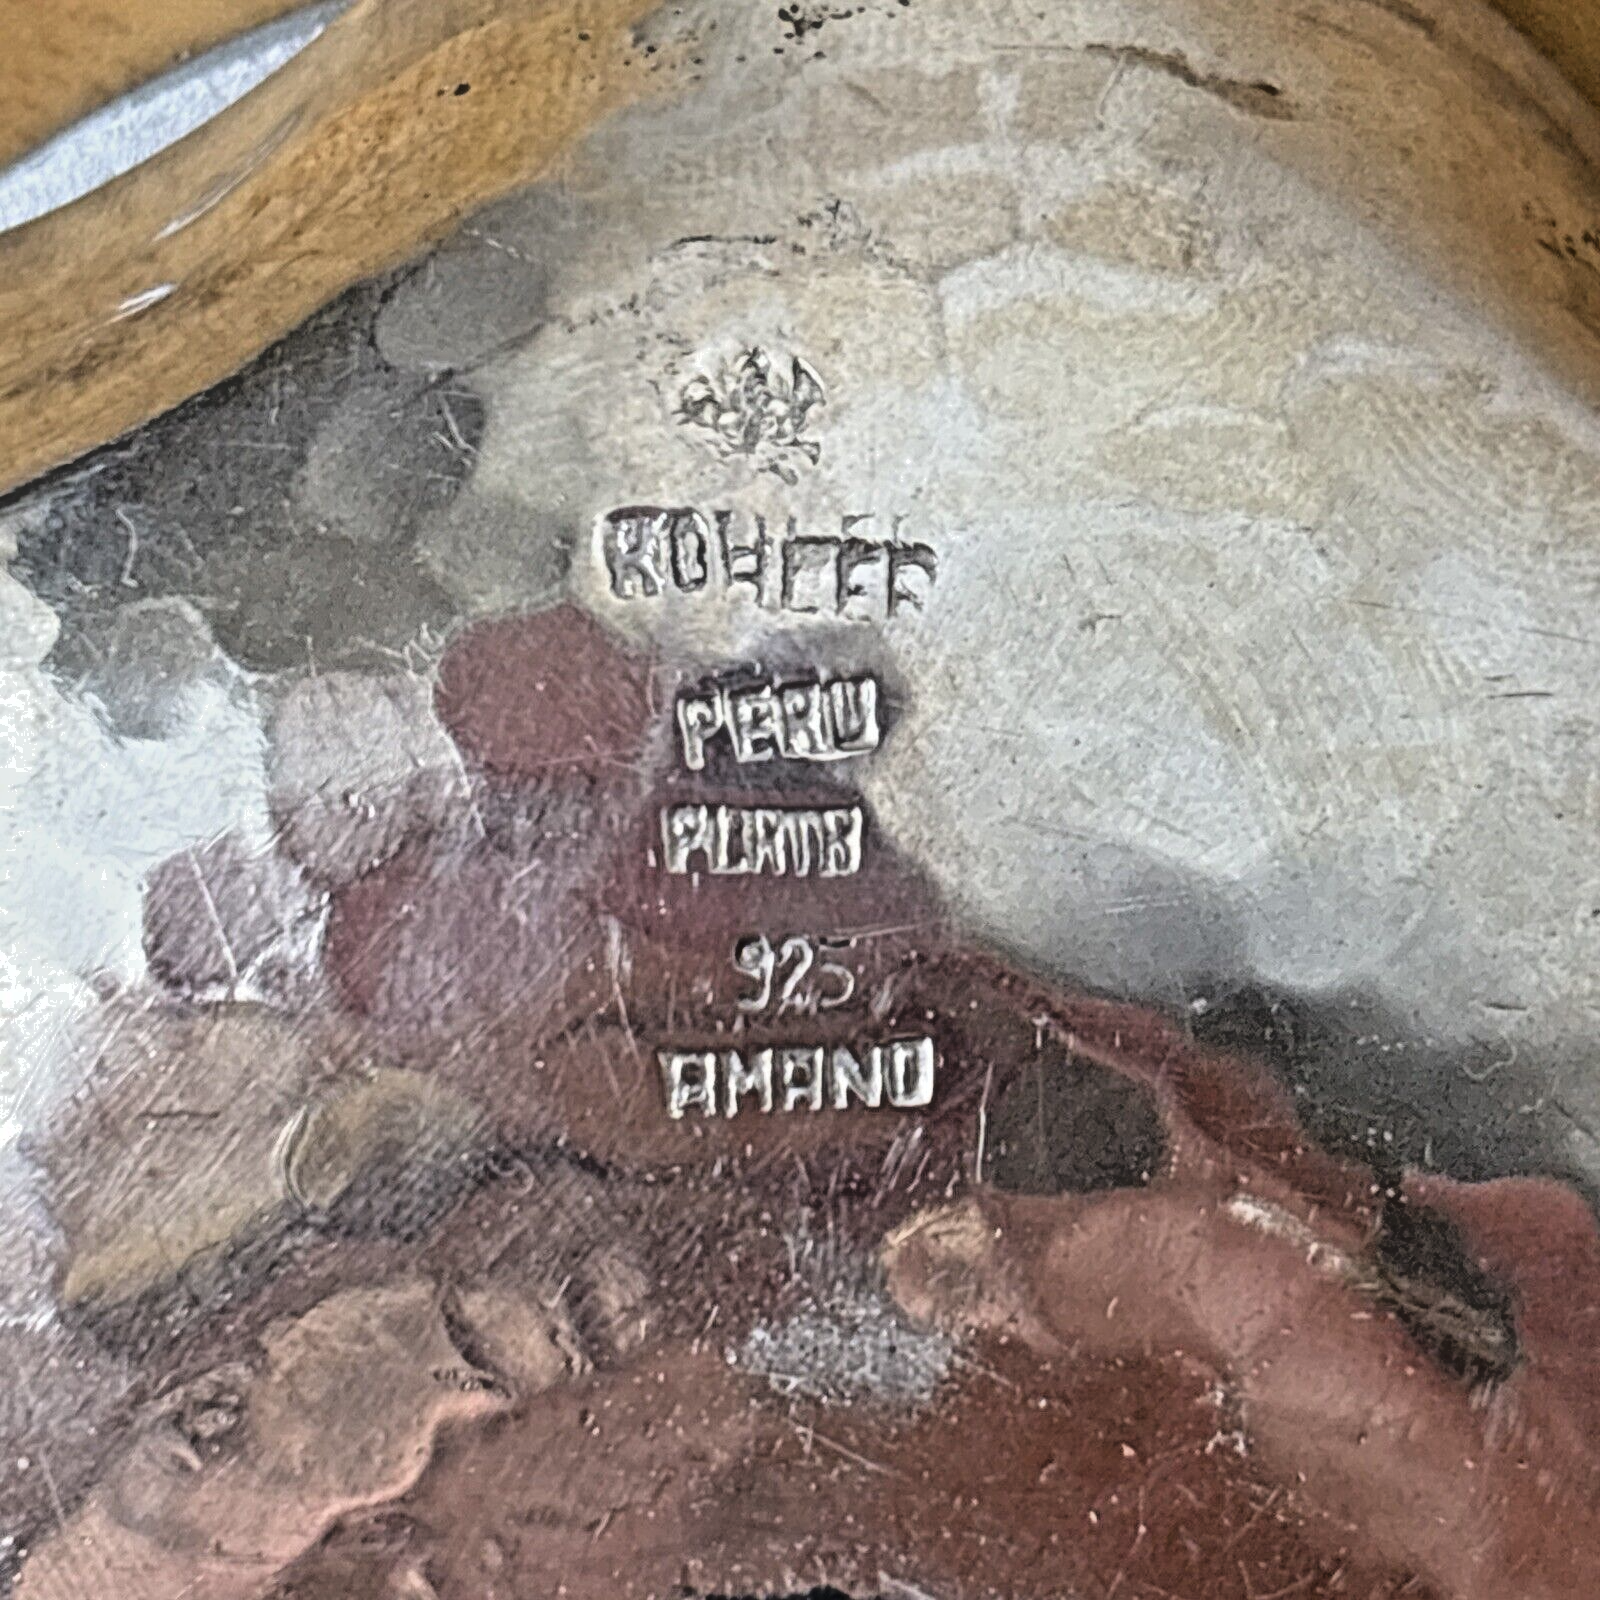 KOHLER
PERU
PLATA
925
AMANO